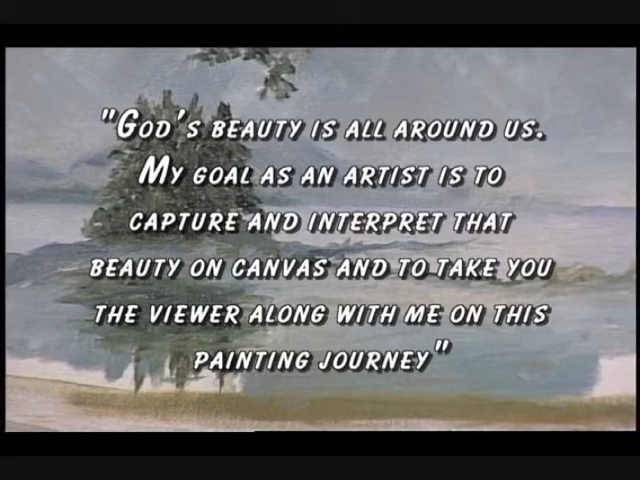 "God's beauty is all around us.
My goal as an artist is to
capture and interpret that
beauty on canvas and to take you
the viewer along with me on this
painting journey"